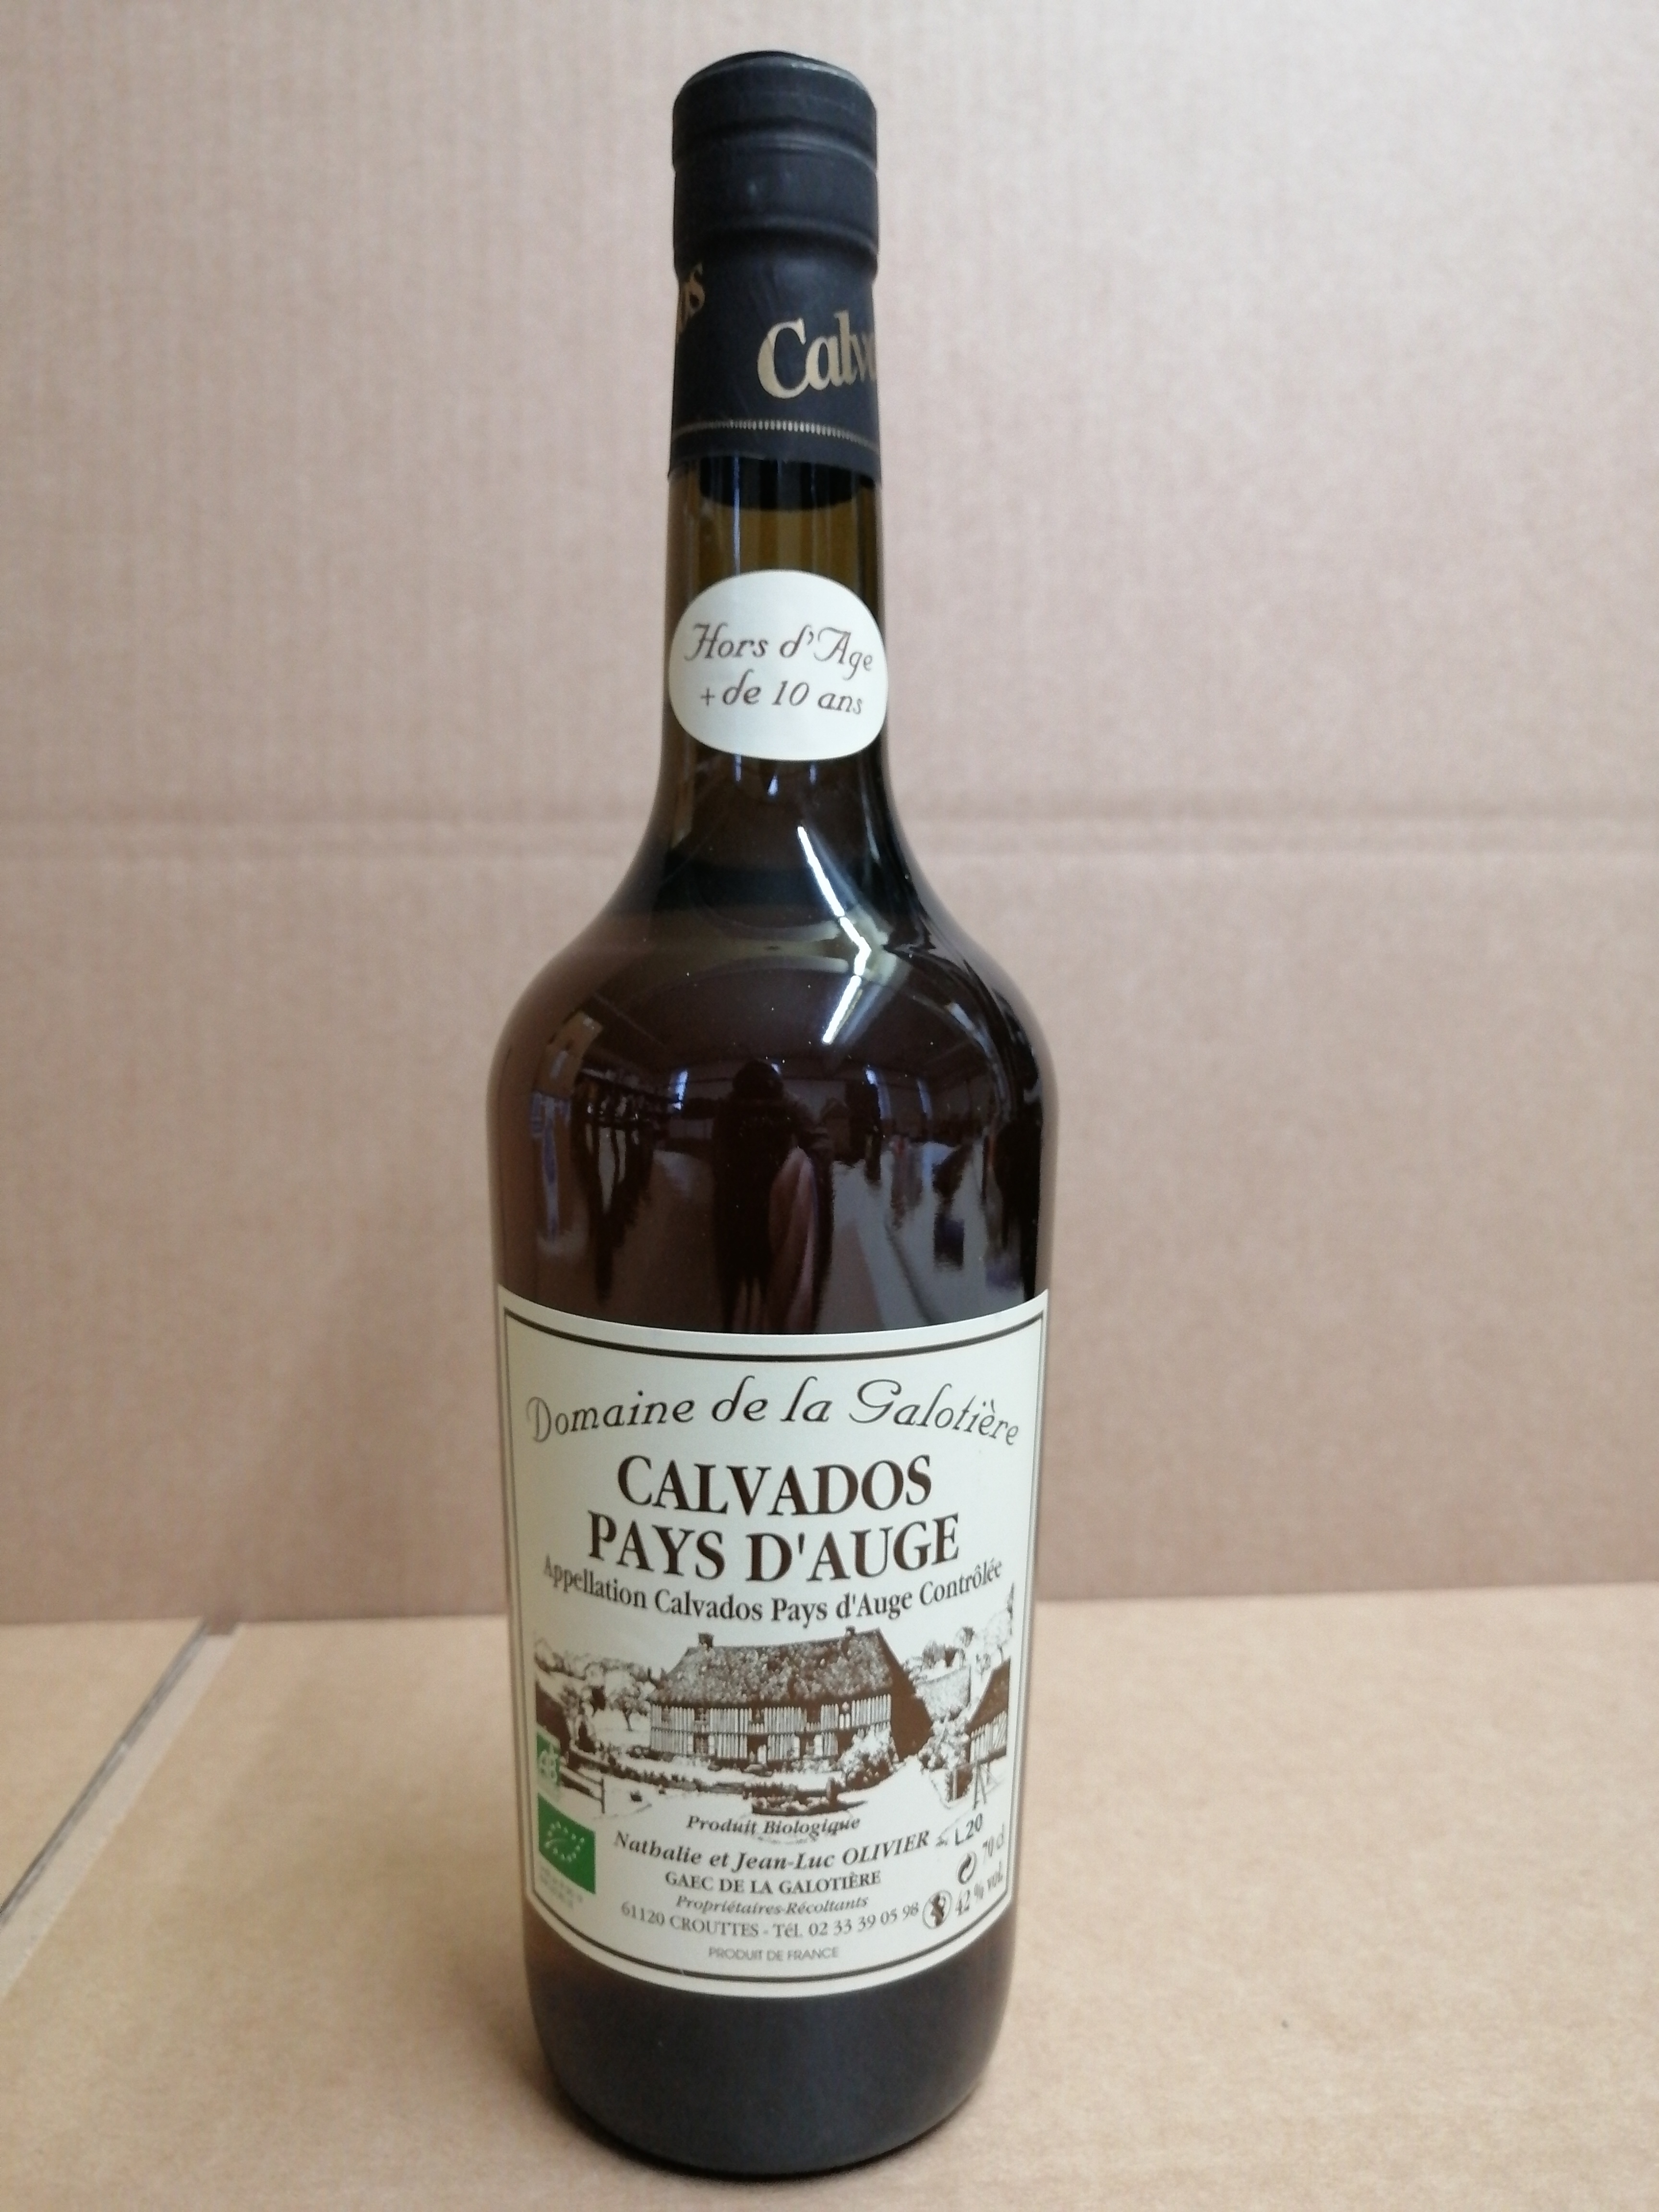 os
Calv
Hors d'Age
+ de 10 ans
Domaine de la Galotière
CALVADOS
PAYS D'AUGE
Appellation Calvados Pays d'Auge Contrôlée
AB
Produit Biologique
Nathalie et Jean-Luc OLIVIER
L20
70 cl
GAEC DE LA GALOTIÈRE
Propriétaires-Récoltants
42 % vol.
61120 CROUTTES - Tél. 02 33 39 05 98
PRODUIT DE FRANCE